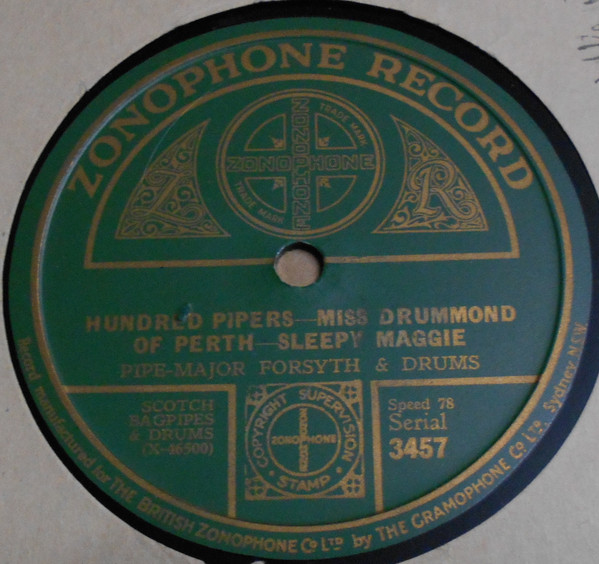 ZONOPHONE RECORD
ZONOPHONE
ZONOPHONE
TRADE MARK
TRADE MARK
Z
R
HUNDRED PIPERS—MISS DRUMMOND
OF PERTH—SLEEPY MAGGIE
PIPE-MAJOR FORSYTH & DRUMS
SCOTCH
BAGPIPES
& DRUMS
(X-46500)
COPYRIGHT SUPERVISION
ZONOPHONE
STAMP
Speed 78
Serial
3457
Record manufactured for THE BRITISH ZONOPHONE Co LTD by THE GRAMOPHONE Co LTD, Sydney N.S.W.